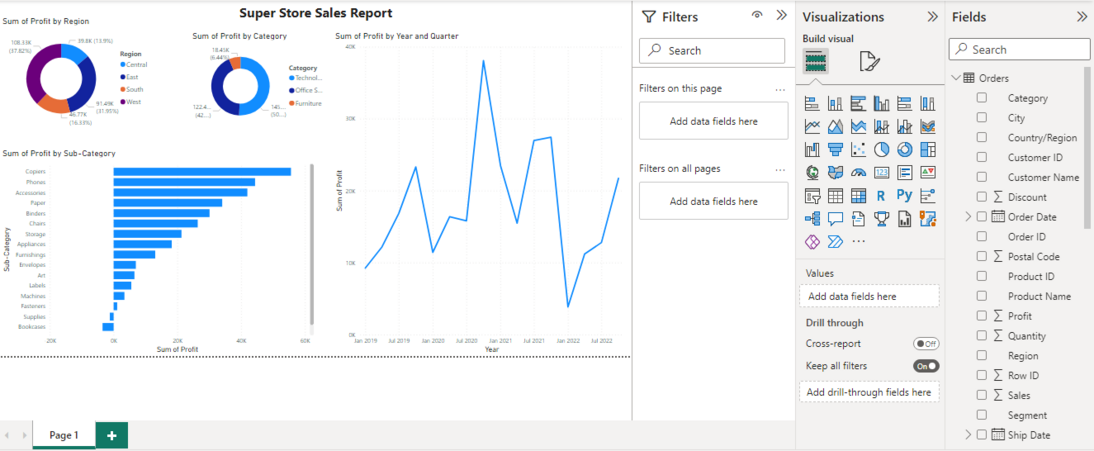 Super Store Sales Report
Sum of Profit by Region
108.33K
(37.82%)
39.8K (13.9%)
91.49K
(31.95%)
46.77K
(16.33%)
Region
Central
East
South
West
Sum of Profit by Category
18.45K
(6.44%)
122.4...
(42....)
145....
(50....)
Category
Technol...
Office S...
Furniture
Sum of Profit by Year and Quarter
Sum of Profit
40K
30K
20K
10K
0K
Jan 2019
Jul 2019
Jan 2020
Jul 2020
Jan 2021
Jul 2021
Jan 2022
Jul 2022
Year
Sum of Profit by Sub-Category
Sub-Category
Copiers
Phones
Accessories
Paper
Binders
Chairs
Storage
Appliances
Furnishings
Envelopes
Art
Labels
Machines
Fasteners
Supplies
Bookcases
20K
0K
20K
40K
60K
Sum of Profit
Page 1
Filters
Search
Filters on this page
...
Add data fields here
Filters on all pages
...
Add data fields here
Visualizations
Build visual
123
R
Py
...
Values
Add data fields here
Drill through
Cross-report
Off
Keep all filters
On
Add drill-through fields here
Fields
Search
Orders
Category
City
Country/Region
Customer ID
Customer Name
∑ Discount
Order Date
Order ID
∑ Postal Code
Product ID
Product Name
∑ Profit
∑ Quantity
Region
∑ Row ID
∑ Sales
Segment
Ship Date